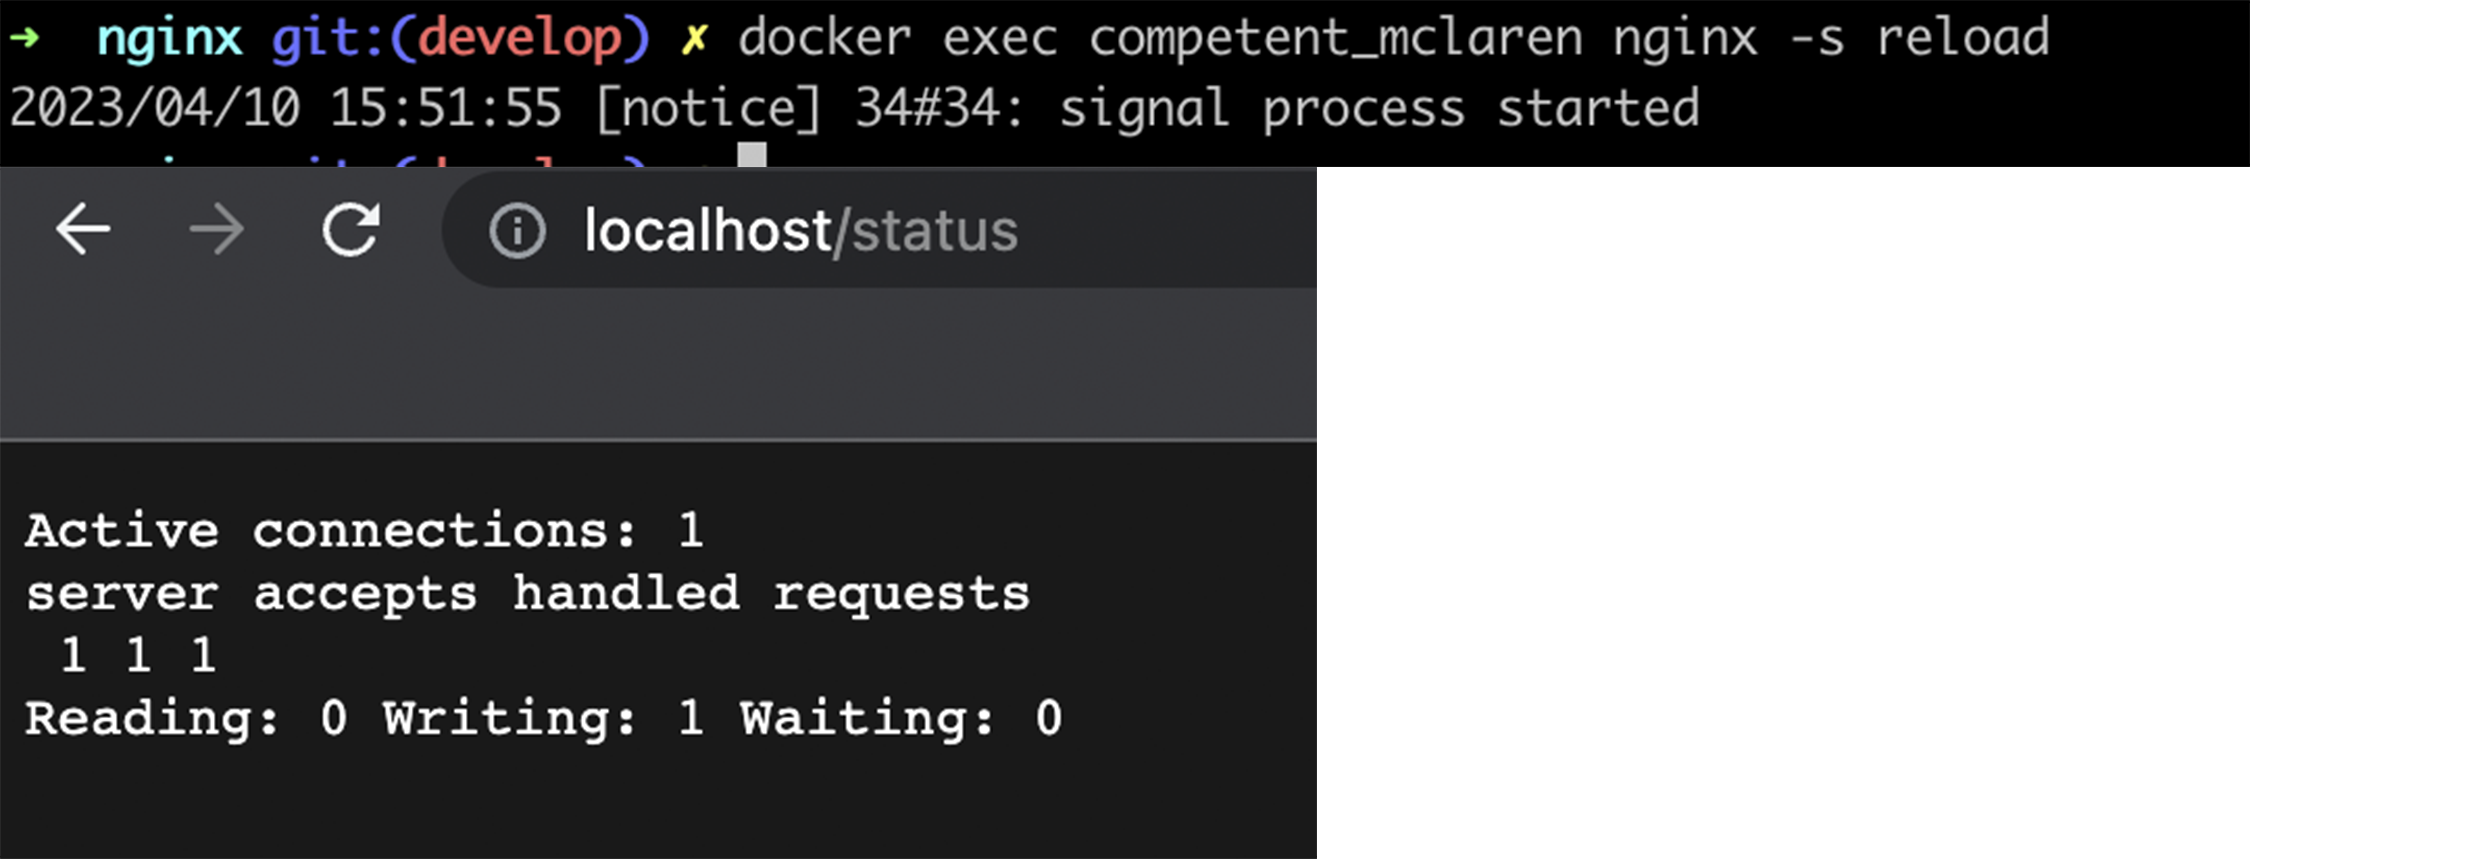 ➜ nginx git:(develop) ✗ docker exec competent_mclaren nginx -s reload
2023/04/10 15:51:55 [notice] 34#34: signal process started
localhost/status
Active connections: 1
server accepts handled requests
1 1 1
Reading: 0 Writing: 1 Waiting: 0